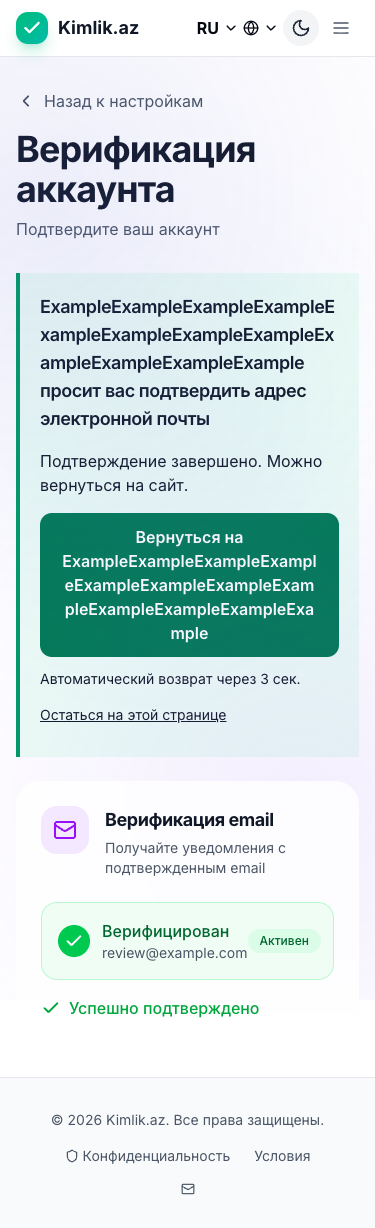 Kimlik.az
RU
Назад к настройкам
Верификация
аккаунта
Подтвердите ваш аккаунт
ExampleExampleExampleExampleE
xampleExampleExampleExampleEx
ampleExampleExampleExample
просит вас подтвердить адрес
электронной почты
Подтверждение завершено. Можно
вернуться на сайт.
Вернуться на
ExampleExampleExampleExampl
eExampleExampleExampleExam
pleExampleExampleExampleExa
mple
Автоматический возврат через 3 сек.
Остаться на этой странице
Верификация email
Получайте уведомления с
подтвержденным email
Верифицирован
review@example.com
Активен
Успешно подтверждено
© 2026 Kimlik.az. Все права защищены.
Конфиденциальность
Условия